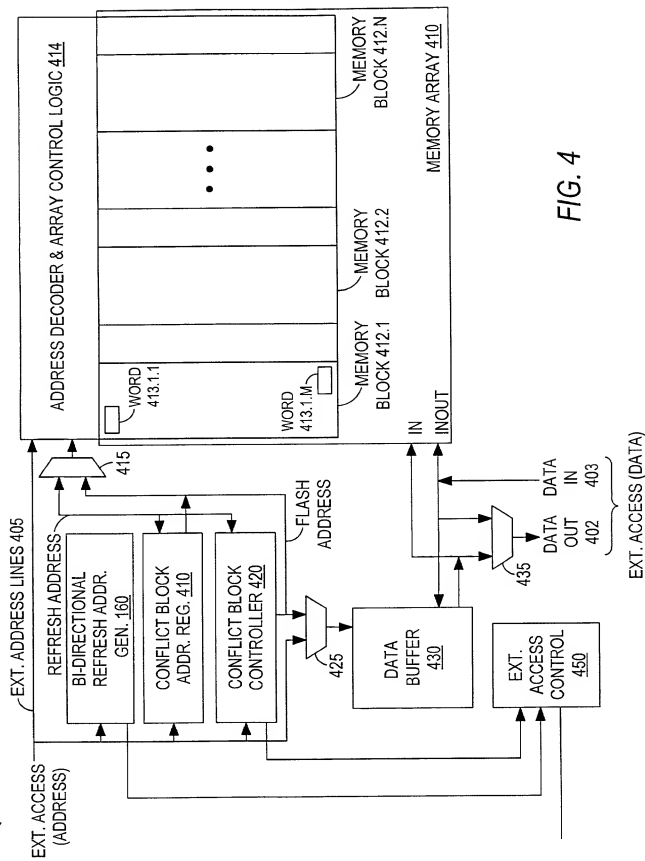 EXT. ACCESS
(ADDRESS)
EXT. ADDRESS LINES 405
REFRESH ADDRESS
BI-DIRECTIONAL
REFRESH ADDR.
GEN. 160
CONFLICT BLOCK
ADDR. REG. 410
CONFLICT BLOCK
CONTROLLER 420
FLASH
ADDRESS
415
425
DATA
BUFFER
430
435
EXT.
ACCESS
CONTROL
450
ADDRESS DECODER & ARRAY CONTROL LOGIC 414
WORD
413.1.1
WORD
413.1.M
MEMORY
BLOCK 412.1
MEMORY
BLOCK 412.2
MEMORY
BLOCK 412.N
MEMORY ARRAY 410
IN
INOUT
DATA
OUT
402
DATA
IN
403
EXT. ACCESS (DATA)
FIG. 4